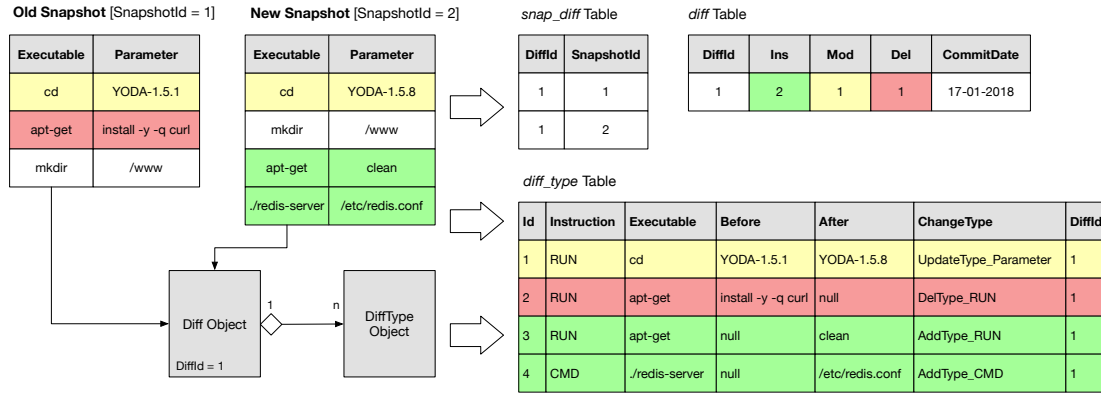 Old Snapshot [SnapshotId = 1]
Executable Parameter
cd YODA-1.5.1
apt-get install -y -q curl
mkdir /www
New Snapshot [SnapshotId = 2]
Executable Parameter
cd YODA-1.5.8
mkdir /www
apt-get clean
./redis-server /etc/redis.conf
snap_diff Table
DiffId SnapshotId
1 1
1 2
diff Table
DiffId Ins Mod Del CommitDate
1 2 1 1 17-01-2018
diff_type Table
Id Instruction Executable Before After ChangeType DiffId
1 RUN cd YODA-1.5.1 YODA-1.5.8 UpdateType_Parameter 1
2 RUN apt-get install -y -q curl null DelType_RUN 1
3 RUN apt-get null clean AddType_RUN 1
4 CMD ./redis-server null /etc/redis.conf AddType_CMD 1
Diff Object
DiffId = 1
1
n
DiffType
Object